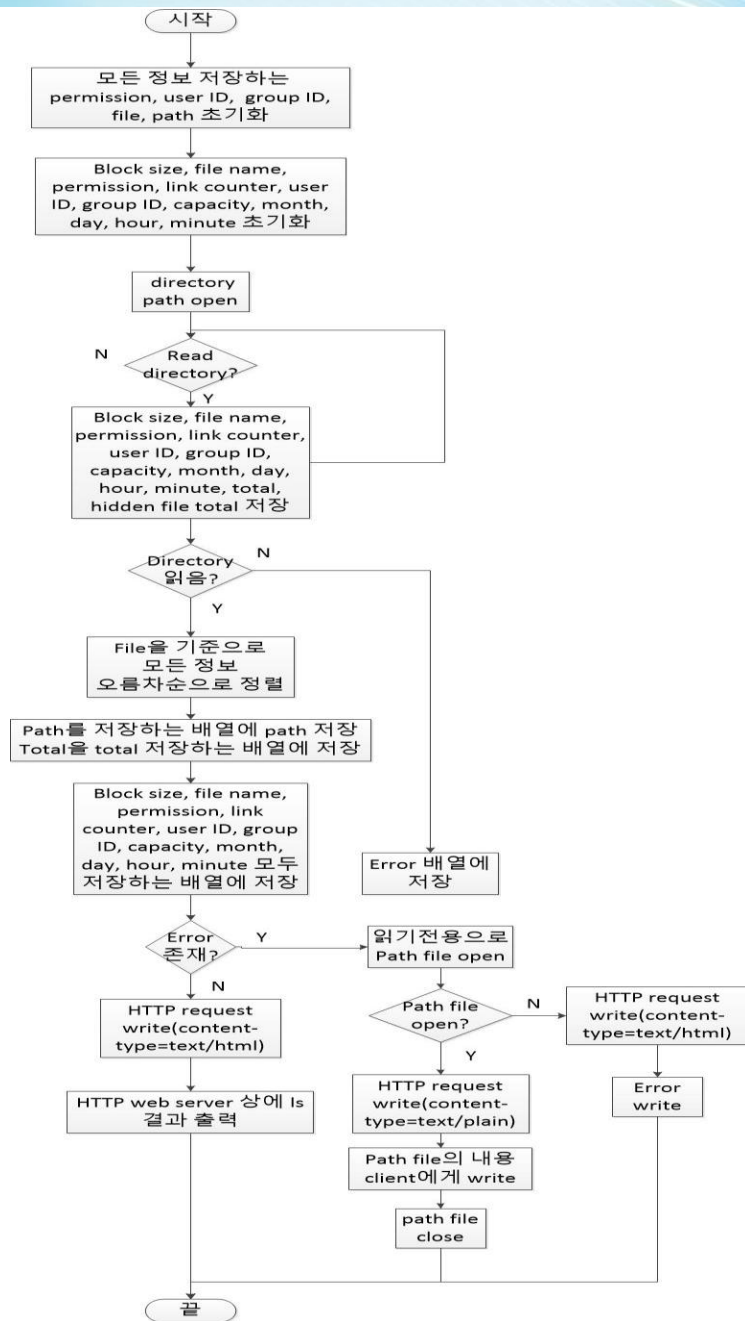 시작
모든 정보 저장하는
permission, user ID, group ID,
file, path 초기화
Block size, file name,
permission, link counter, user
ID, group ID, capacity, month,
day, hour, minute 초기화
directory
path open
N
Read
directory?
Y
Block size, file name,
permission, link counter,
user ID, group ID,
capacity, month, day,
hour, minute, total,
hidden file total 저장
Directory
읽음?
N
Y
File을 기준으로
모든 정보
오름차순으로 정렬
Path를 저장하는 배열에 path 저장
Total을 total 저장하는 배열에 저장
Block size, file name,
permission, link
counter, user ID, group
ID, capacity, month,
day, hour, minute 모두
저장하는 배열에 저장
Error 배열에
저장
Error
존재?
Y
N
읽기전용으로
Path file open
Path file
open?
N
Y
HTTP request
write(content-
type=text/html)
HTTP web server 상에 ls
결과 출력
HTTP request
write(content-
type=text/plain)
Path file의 내용
client에게 write
path file
close
HTTP request
write(content-
type=text/html)
Error
write
끝